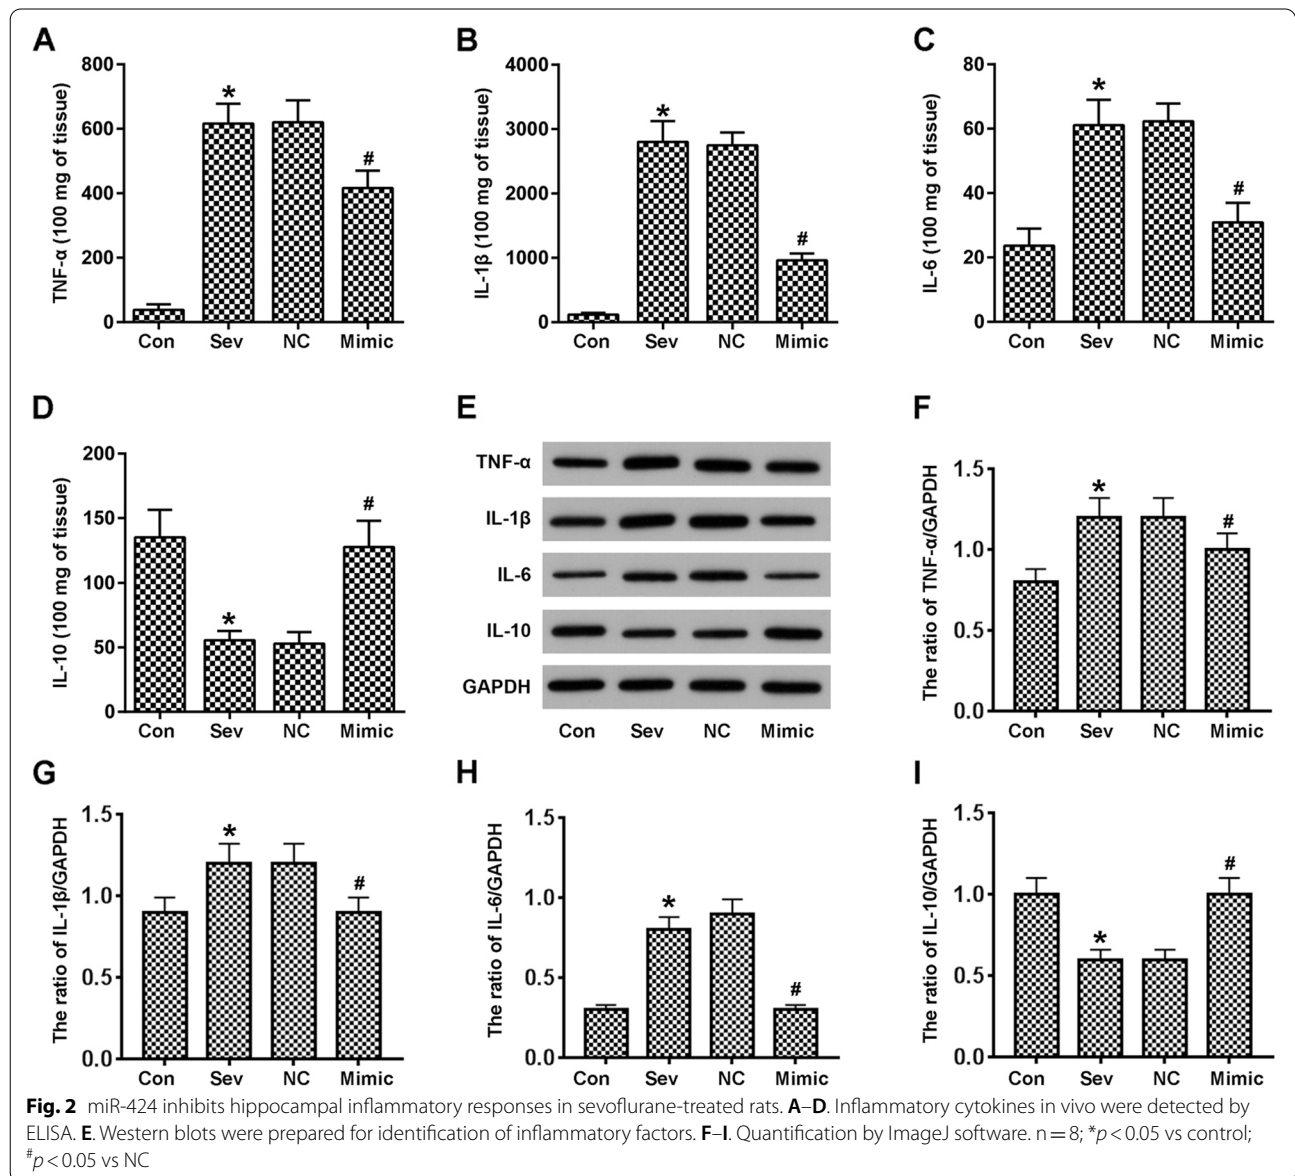 A
TNF-α (100 mg of tissue)
800
600
400
200
0
*
#
Con Sev NC Mimic
B
IL-1β (100 mg of tissue)
4000
3000
2000
1000
0
*
#
Con Sev NC Mimic
C
IL-6 (100 mg of tissue)
80
60
40
20
0
*
#
Con Sev NC Mimic
D
IL-10 (100 mg of tissue)
200
150
100
50
0
*
#
Con Sev NC Mimic
E
TNF-α
IL-1β
IL-6
IL-10
GAPDH
Con Sev NC Mimic
F
The ratio of TNF-α/GAPDH
1.5
1.0
0.5
0.0
*
#
Con Sev NC Mimic
G
The ratio of IL-1β/GAPDH
1.5
1.0
0.5
0.0
*
#
Con Sev NC Mimic
H
The ratio of IL-6/GAPDH
1.5
1.0
0.5
0.0
*
#
Con Sev NC Mimic
I
The ratio of IL-10/GAPDH
1.5
1.0
0.5
0.0
*
#
Con Sev NC Mimic
Fig. 2 miR-424 inhibits hippocampal inflammatory responses in sevoflurane-treated rats. A–D. Inflammatory cytokines in vivo were detected by
ELISA. E. Western blots were prepared for identification of inflammatory factors. F–I. Quantification by ImageJ software. n = 8; *p < 0.05 vs control;
#p < 0.05 vs NC